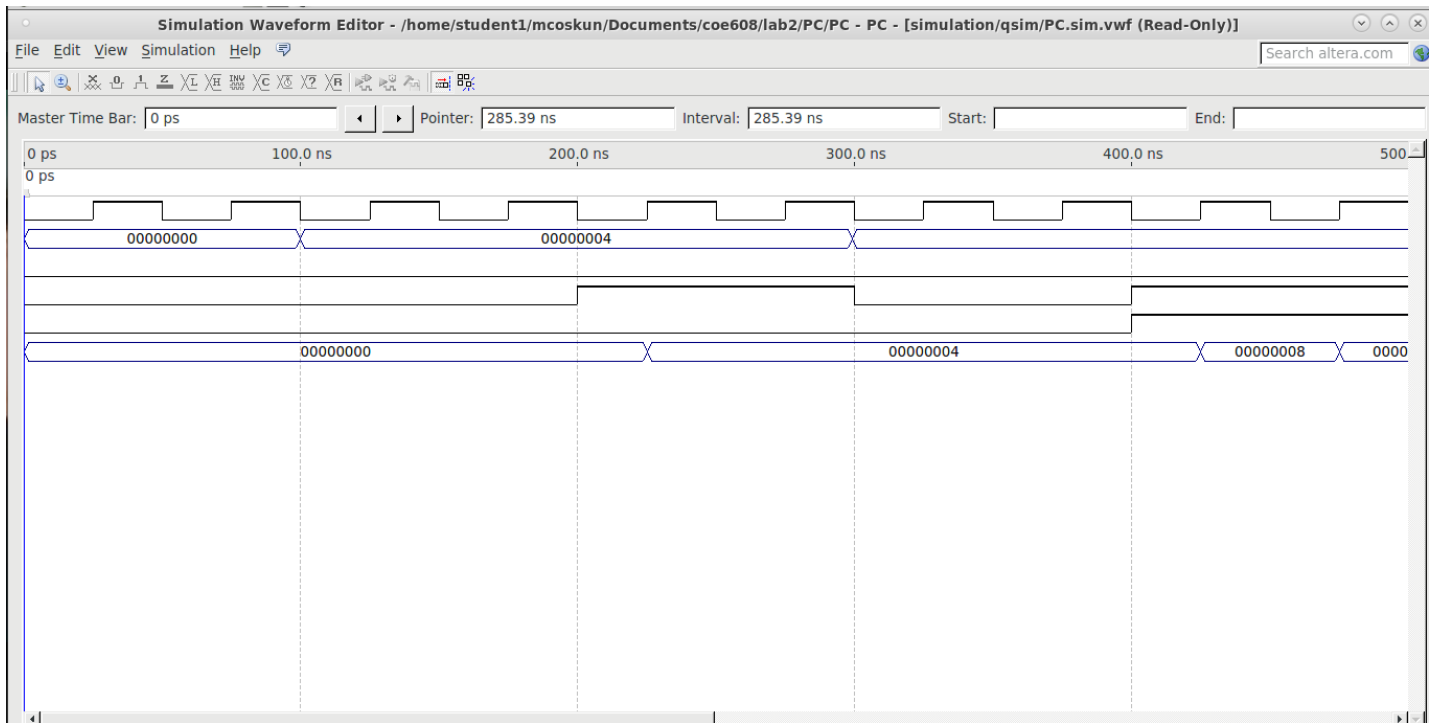 Simulation Waveform Editor - /home/student1/mcoskun/Documents/coe608/lab2/PC/PC - PC - [simulation/qsim/PC.sim.vwf (Read-Only)]
File Edit View Simulation Help Search altera.com
Master Time Bar: 0 ps Pointer: 285.39 ns Interval: 285.39 ns Start: End:
0 ps 100.0 ns 200.0 ns 300.0 ns 400.0 ns 500.
0 ps
00000000 00000004
00000000 00000004 00000008 0000